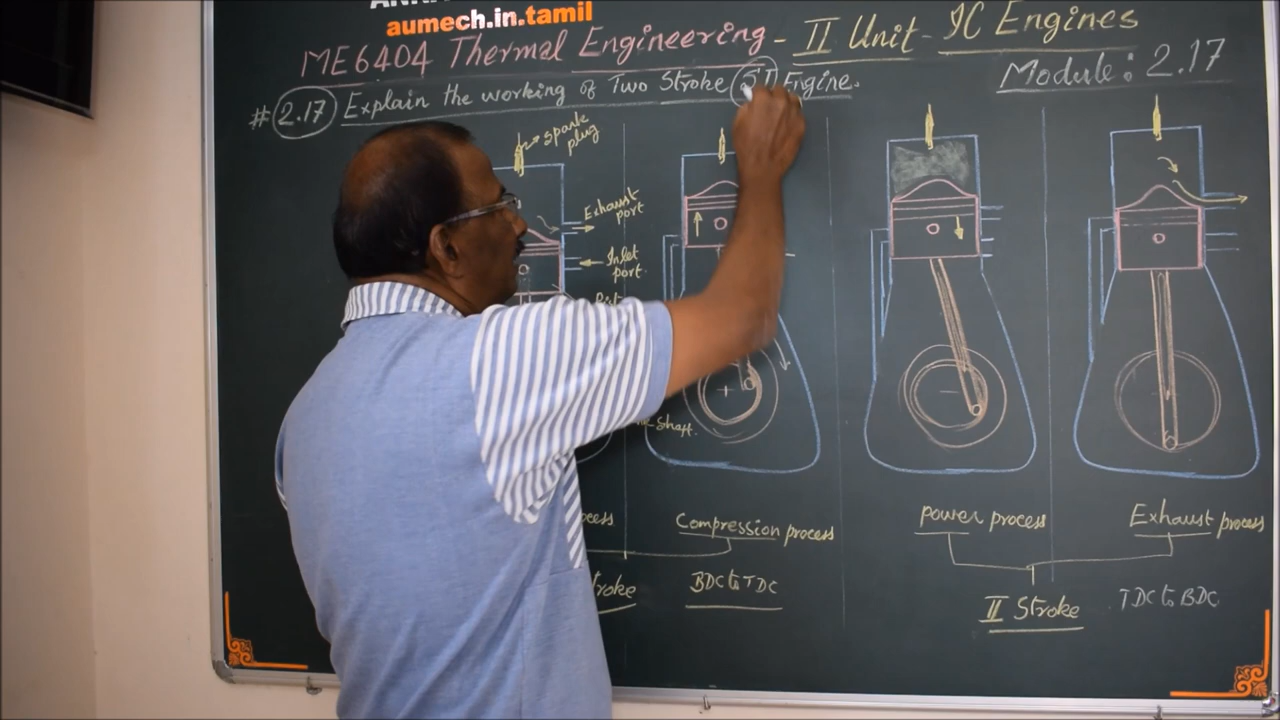 aumech.in.tamil
ME6404 Thermal Engineering - II Unit - IC Engines
Module: 2.17
# 2.17 Explain the working of Two Stroke SI Engine.
spark plug
Exhaust port
Inlet port.
shaft.
Compression process
power process
Exhaust process
BDC to TDC
II Stroke
TDC to BDC